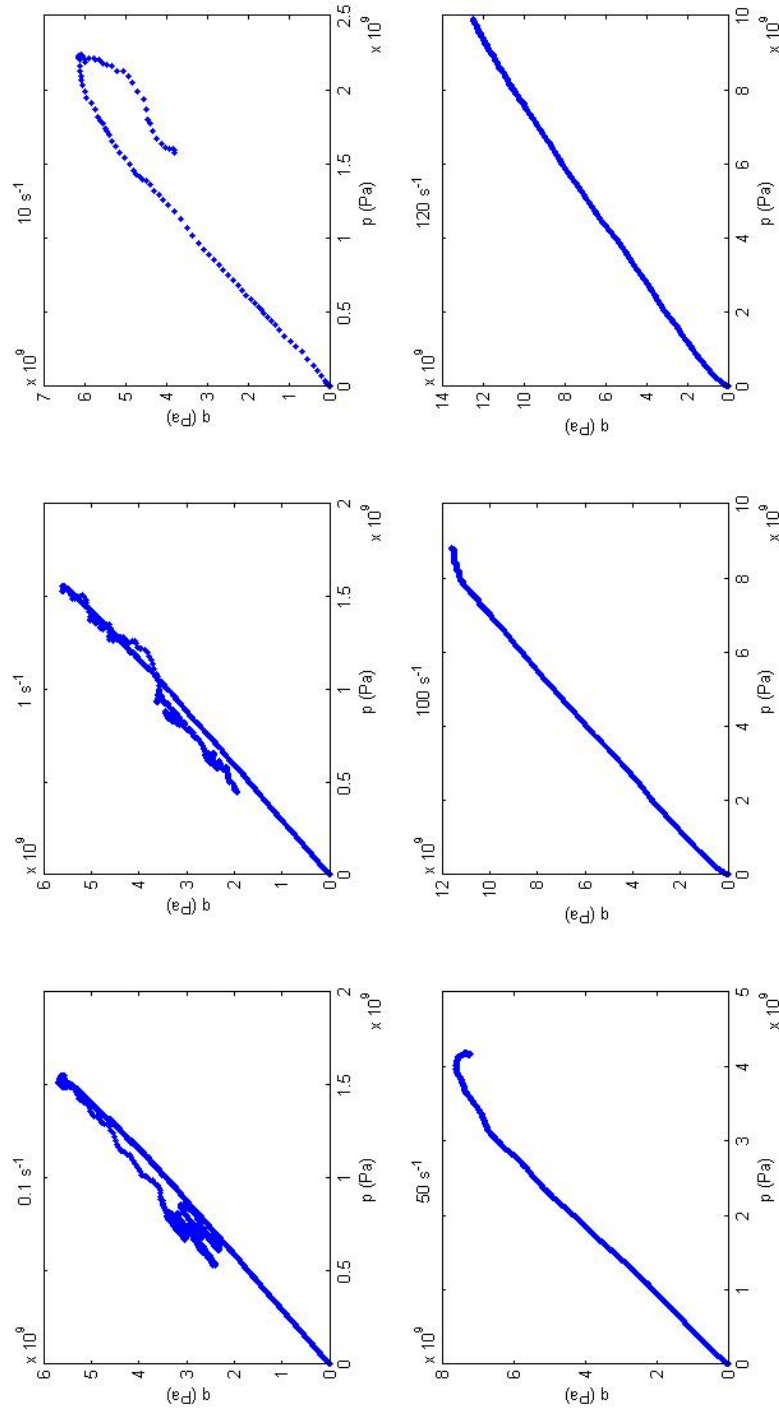 x 10⁹
0.1 s⁻¹
6
5
4
3
2
1
0
q (Pa)
0 0.5 1 1.5 2
p (Pa)
x 10⁹
x 10⁹
1 s⁻¹
6
5
4
3
2
1
0
q (Pa)
0 0.5 1 1.5 2
p (Pa)
x 10⁹
x 10⁹
10 s⁻¹
7
6
5
4
3
2
1
0
q (Pa)
0 0.5 1 1.5 2 2.5
p (Pa)
x 10⁹
x 10⁹
50 s⁻¹
8
6
4
2
0
q (Pa)
0 1 2 3 4 5
p (Pa)
x 10⁹
x 10⁹
100 s⁻¹
12
10
8
6
4
2
0
q (Pa)
0 2 4 6 8 10
p (Pa)
x 10⁹
x 10⁹
120 s⁻¹
14
12
10
8
6
4
2
0
q (Pa)
0 2 4 6 8 10
p (Pa)
x 10⁹